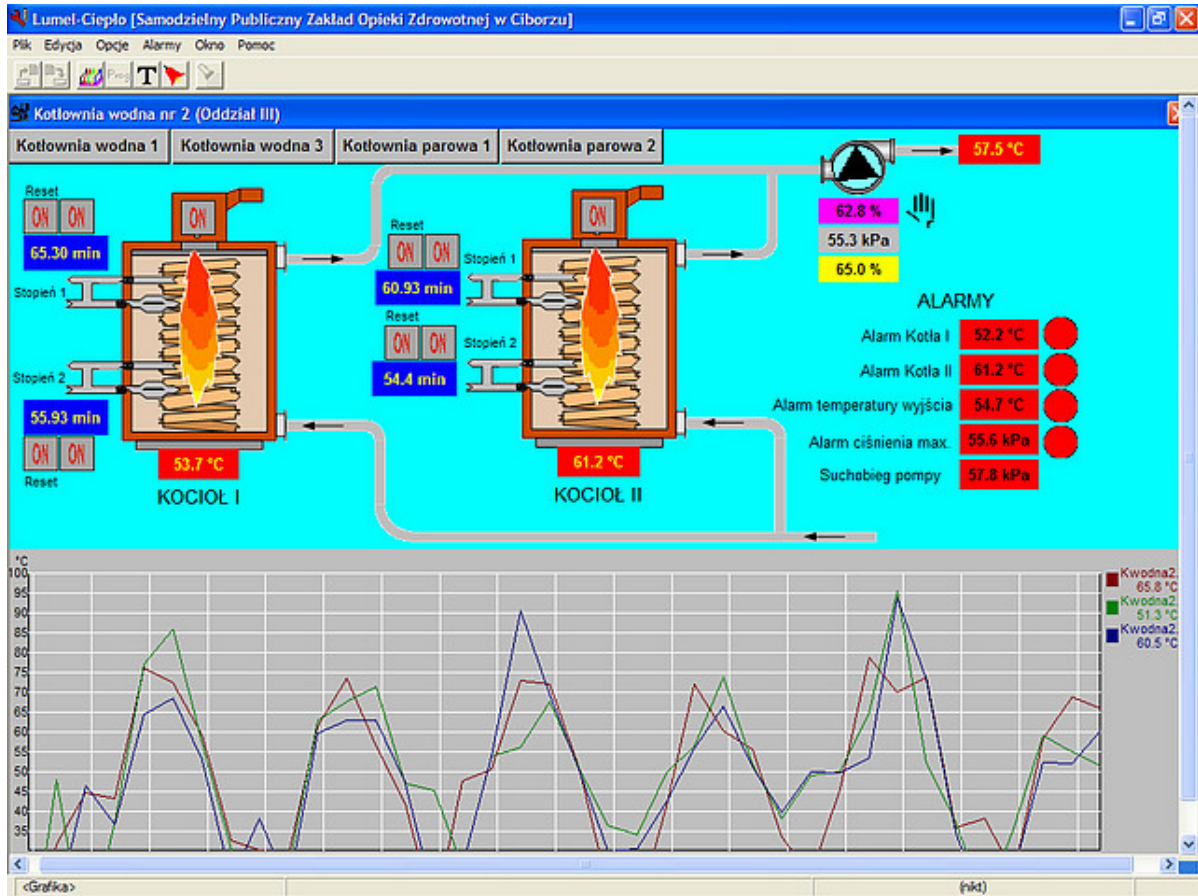 Lumel-Ciepło [Samodzielny Publiczny Zakład Opieki Zdrowotnej w Ciborzu]
Plik Edycja Opcje Alarmy Okno Pomoc
Prog T
Kotłownia wodna nr 2 (Oddział III)
Kotłownia wodna 1 Kotłownia wodna 3 Kotłownia parowa 1 Kotłownia parowa 2
57.5 °C
Reset
ON ON
65.30 min
ON
Stopień 1
Stopień 2
55.93 min
ON ON
Reset
53.7 °C
KOCIOŁ I
Reset
ON ON
60.93 min
Stopień 1
Reset
ON ON
54.4 min
Stopień 2
ON
61.2 °C
KOCIOŁ II
62.8 %
55.3 kPa
65.0 %
ALARMY
Alarm Kotła I 52.2 °C
Alarm Kotła II 61.2 °C
Alarm temperatury wyjścia 54.7 °C
Alarm ciśnienia max. 55.6 kPa
Suchobieg pompy 57.8 kPa
°C
100
95
90
85
80
75
70
65
60
55
50
45
40
35
Kwodna2.
65.8 °C
Kwodna2.
51.3 °C
Kwodna2.
60.5 °C
<Grafika> (nikt)